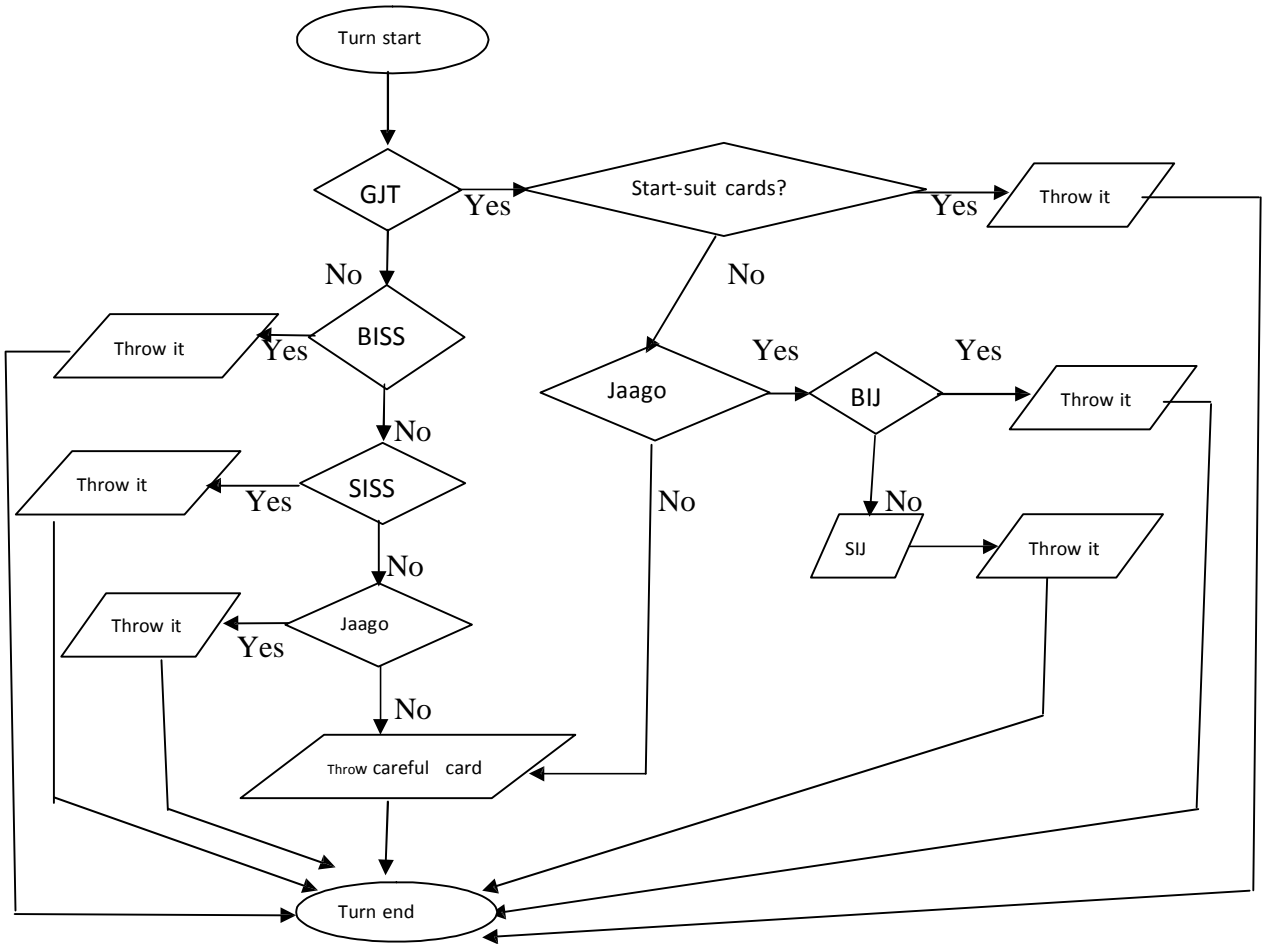 Turn start
GJT
Yes
Start-suit cards?
Yes
Throw it
No
No
Throw it
Yes
BISS
Jaago
Yes
BIJ
Yes
Throw it
No
Throw it
Yes
SISS
No
No
SIJ
Throw it
No
Throw it
Yes
Jaago
No
Throw careful card
Turn end